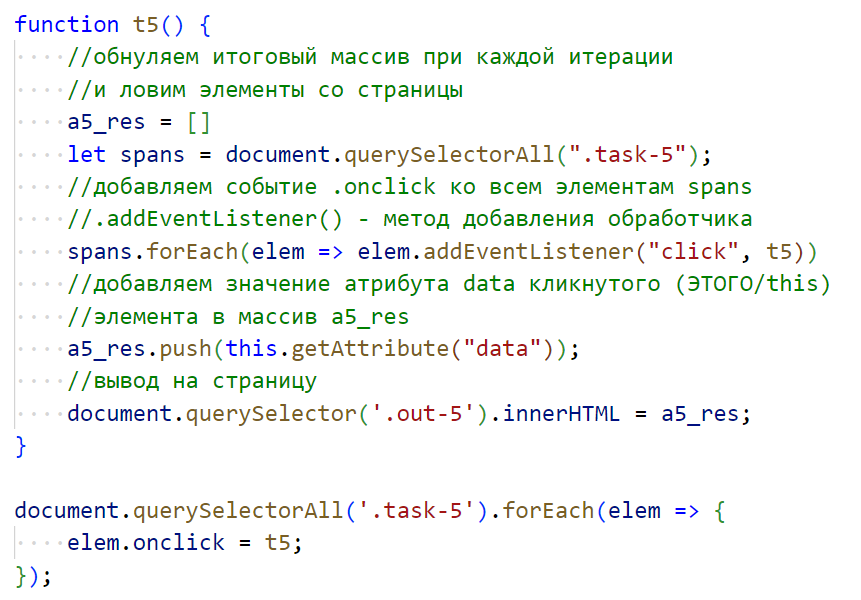 function t5() {
//обнуляем итоговый массив при каждой итерации
//и ловим элементы со страницы
a5_res = []
let spans = document.querySelectorAll(".task-5");
//добавляем событие .onclick ко всем элементам spans
//.addEventListener() - метод добавления обработчика
spans.forEach(elem => elem.addEventListener("click", t5))
//добавляем значение атрибута data кликнутого (ЭТОГО/this)
//элемента в массив a5_res
a5_res.push(this.getAttribute("data"));
//вывод на страницу
document.querySelector('.out-5').innerHTML = a5_res;
}
document.querySelectorAll('.task-5').forEach(elem => {
elem.onclick = t5;
});